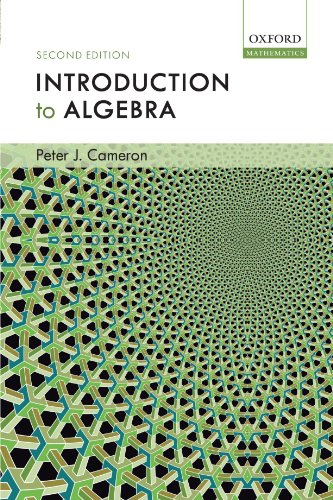 SECOND EDITION
OXFORD
MATHEMATICS
INTRODUCTION
to ALGEBRA
Peter J. Cameron